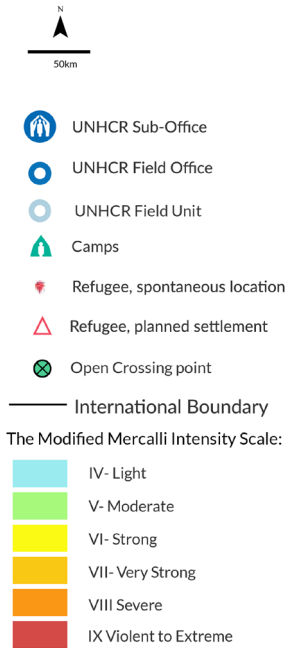 N
50km
UNHCR Sub-Office
UNHCR Field Office
UNHCR Field Unit
Camps
Refugee, spontaneous location
Refugee, planned settlement
Open Crossing point
International Boundary
The Modified Mercalli Intensity Scale:
IV- Light
V- Moderate
VI- Strong
VII- Very Strong
VIII Severe
IX Violent to Extreme